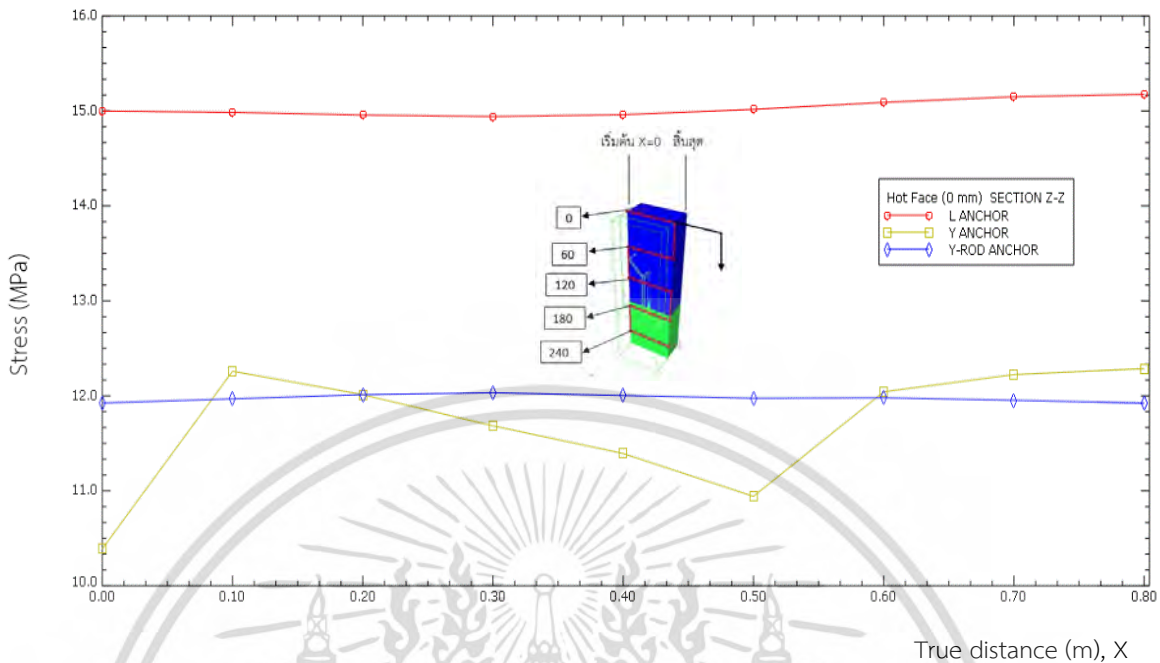 16.0
15.0
14.0
13.0
12.0
11.0
10.0
Stress (MPa)
เริ่มต้น X=0 สิ้นสุด
0
60
120
180
240
Hot Face (0 mm) SECTION Z-Z
L ANCHOR
Y ANCHOR
Y-ROD ANCHOR
0.00 0.10 0.20 0.30 0.40 0.50 0.60 0.70 0.80
True distance (m), X